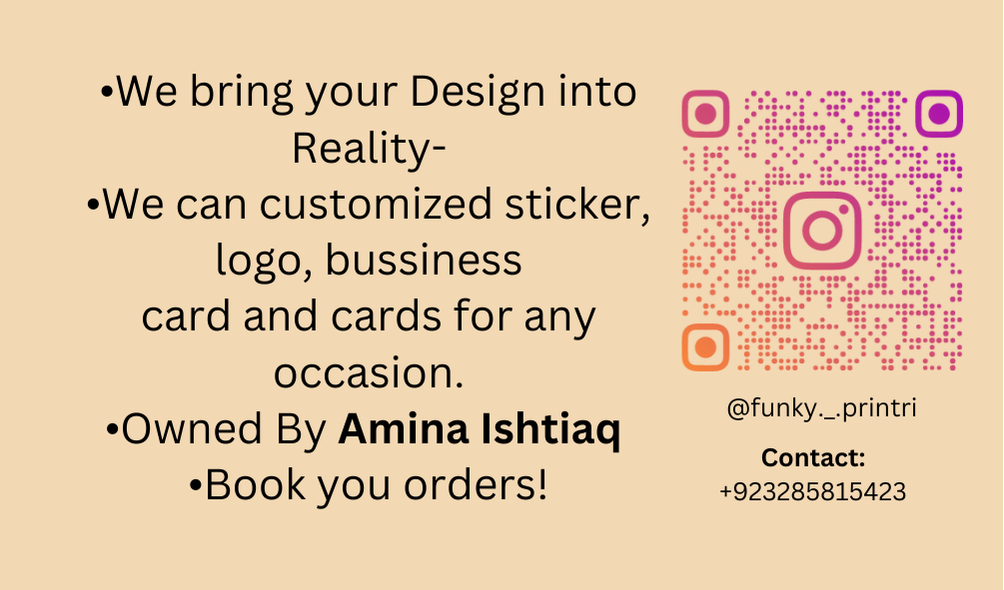 •We bring your Design into
Reality-
•We can customized sticker,
logo, bussiness
card and cards for any
occasion.
•Owned By Amina Ishtiaq
•Book you orders!
@funky._.printri
Contact:
+923285815423